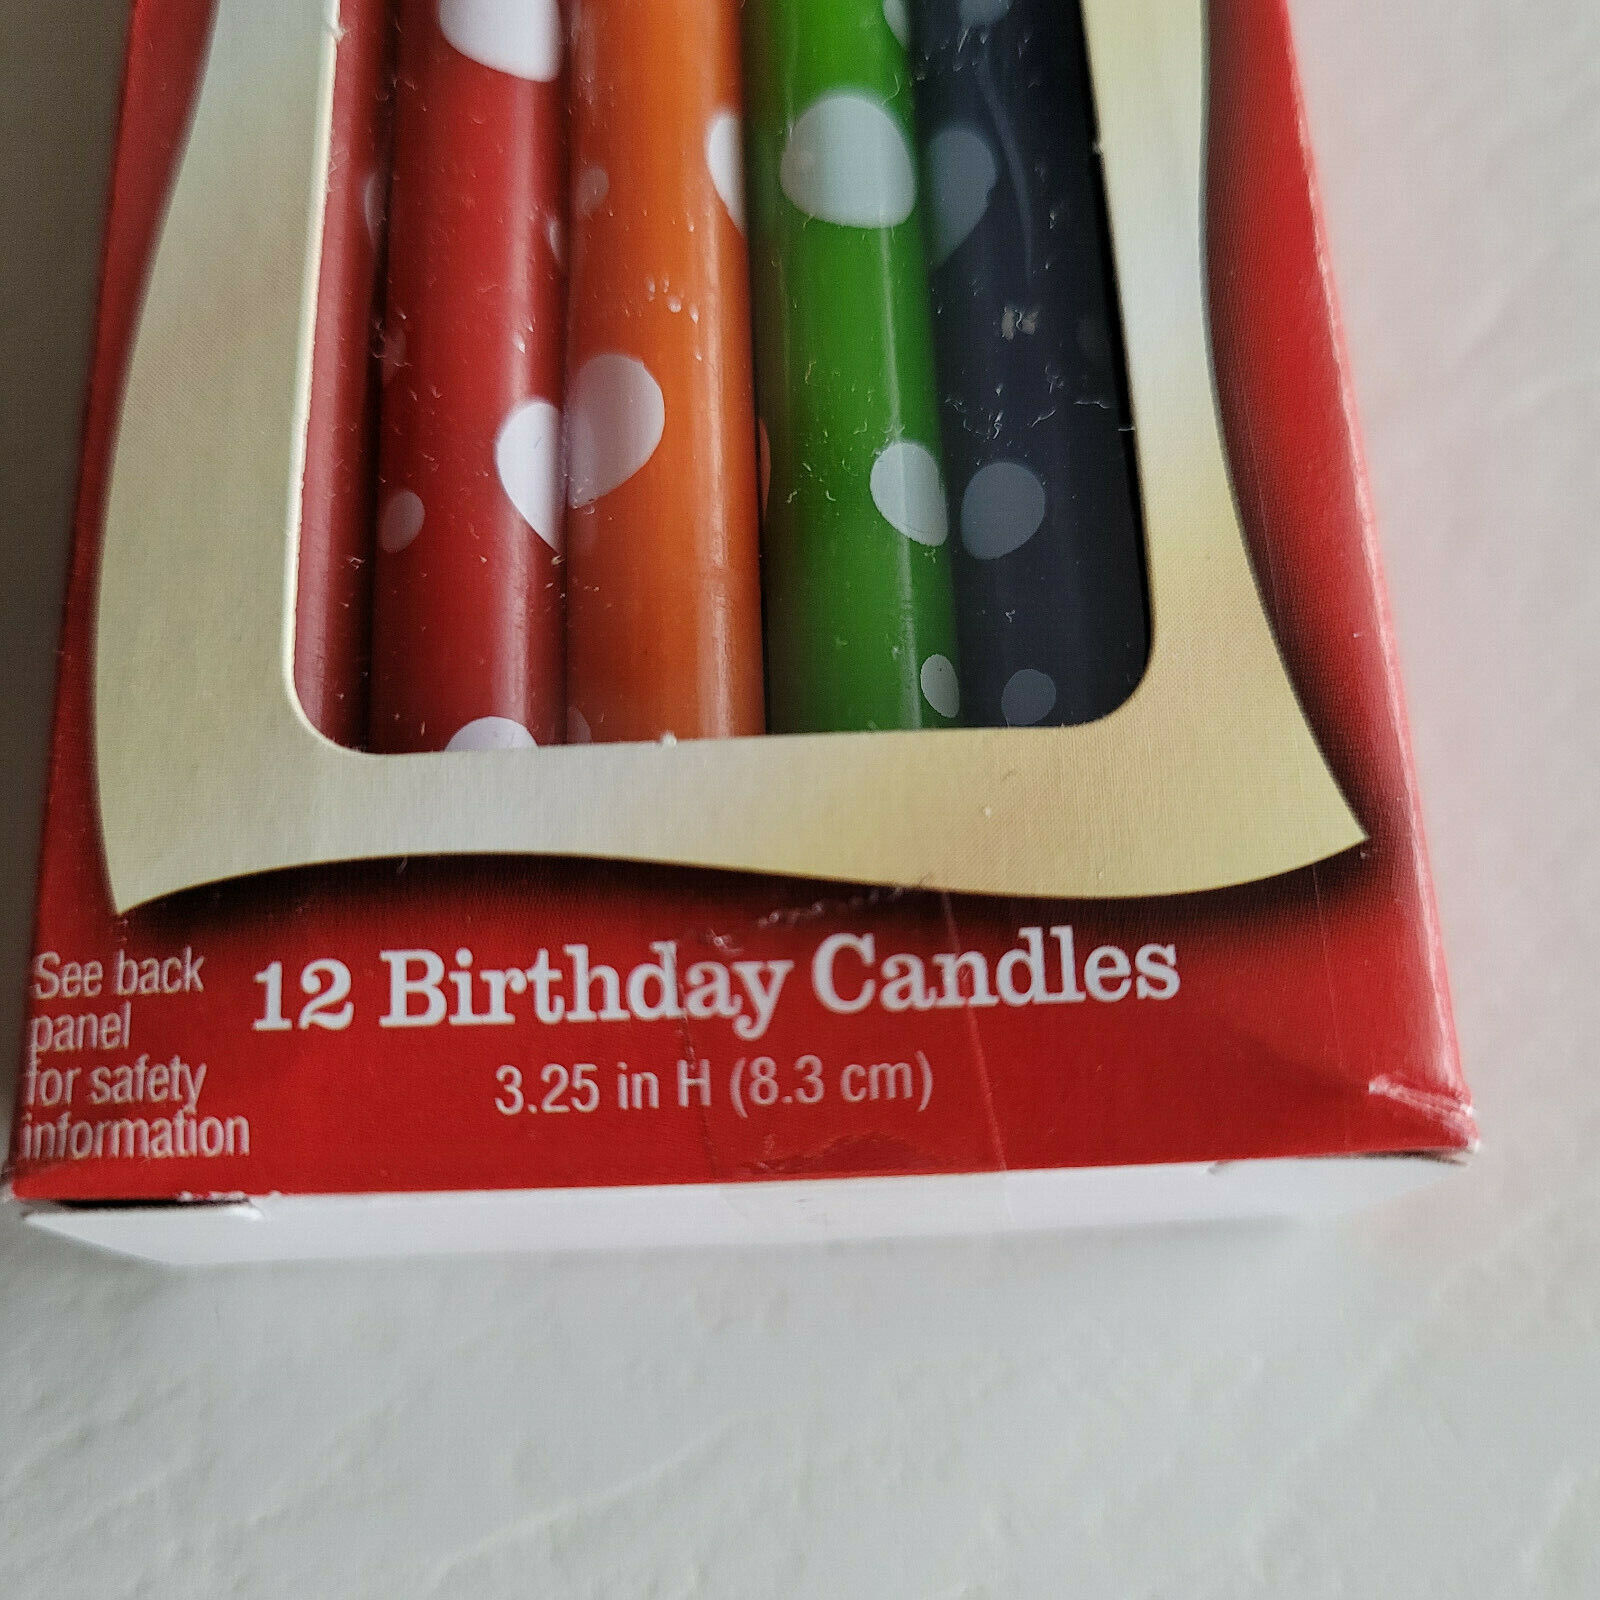 See back
panel
for safety
information
12 Birthday Candles
3.25 in H (8.3 cm)